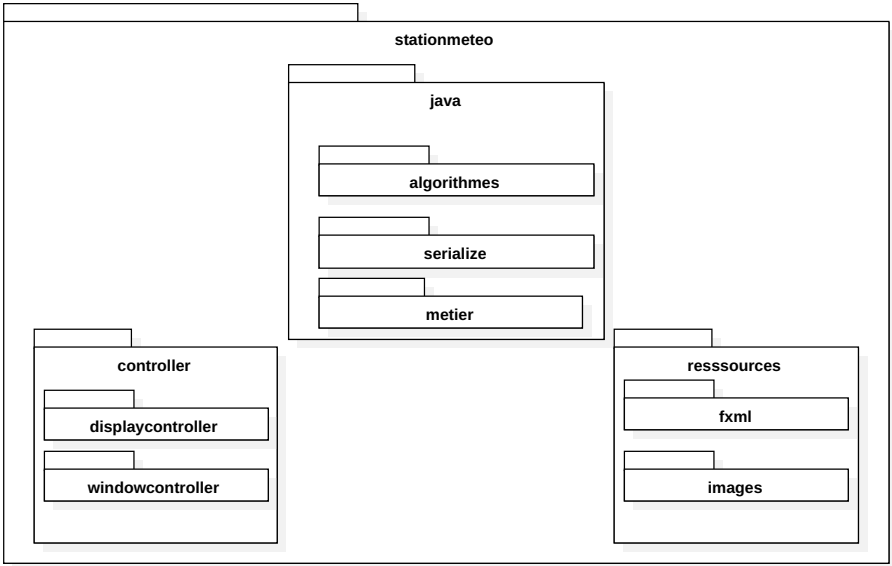 stationmeteo
java
algorithmes
serialize
metier
controller
displaycontroller
windowcontroller
resssources
fxml
images